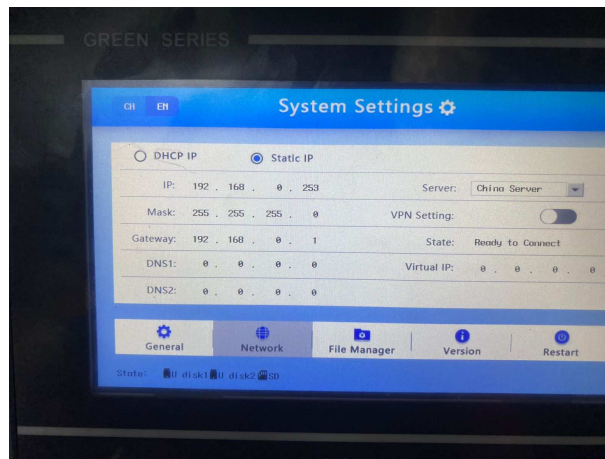 GREEN SERIES
CH EN System Settings
DHCP IP Static IP
IP: 192 . 168 . 0 . 253 Server: China Server
Mask: 255 . 255 . 255 . 0 VPN Setting:
Gateway: 192 . 168 . 0 . 1 State: Ready to Connect
DNS1: 0 . 0 . 0 . 0 Virtual IP: 0 . 0 . 0 . 0
DNS2: 0 . 0 . 0 . 0
General Network File Manager Version Restart
State: U disk1 U disk2 SD